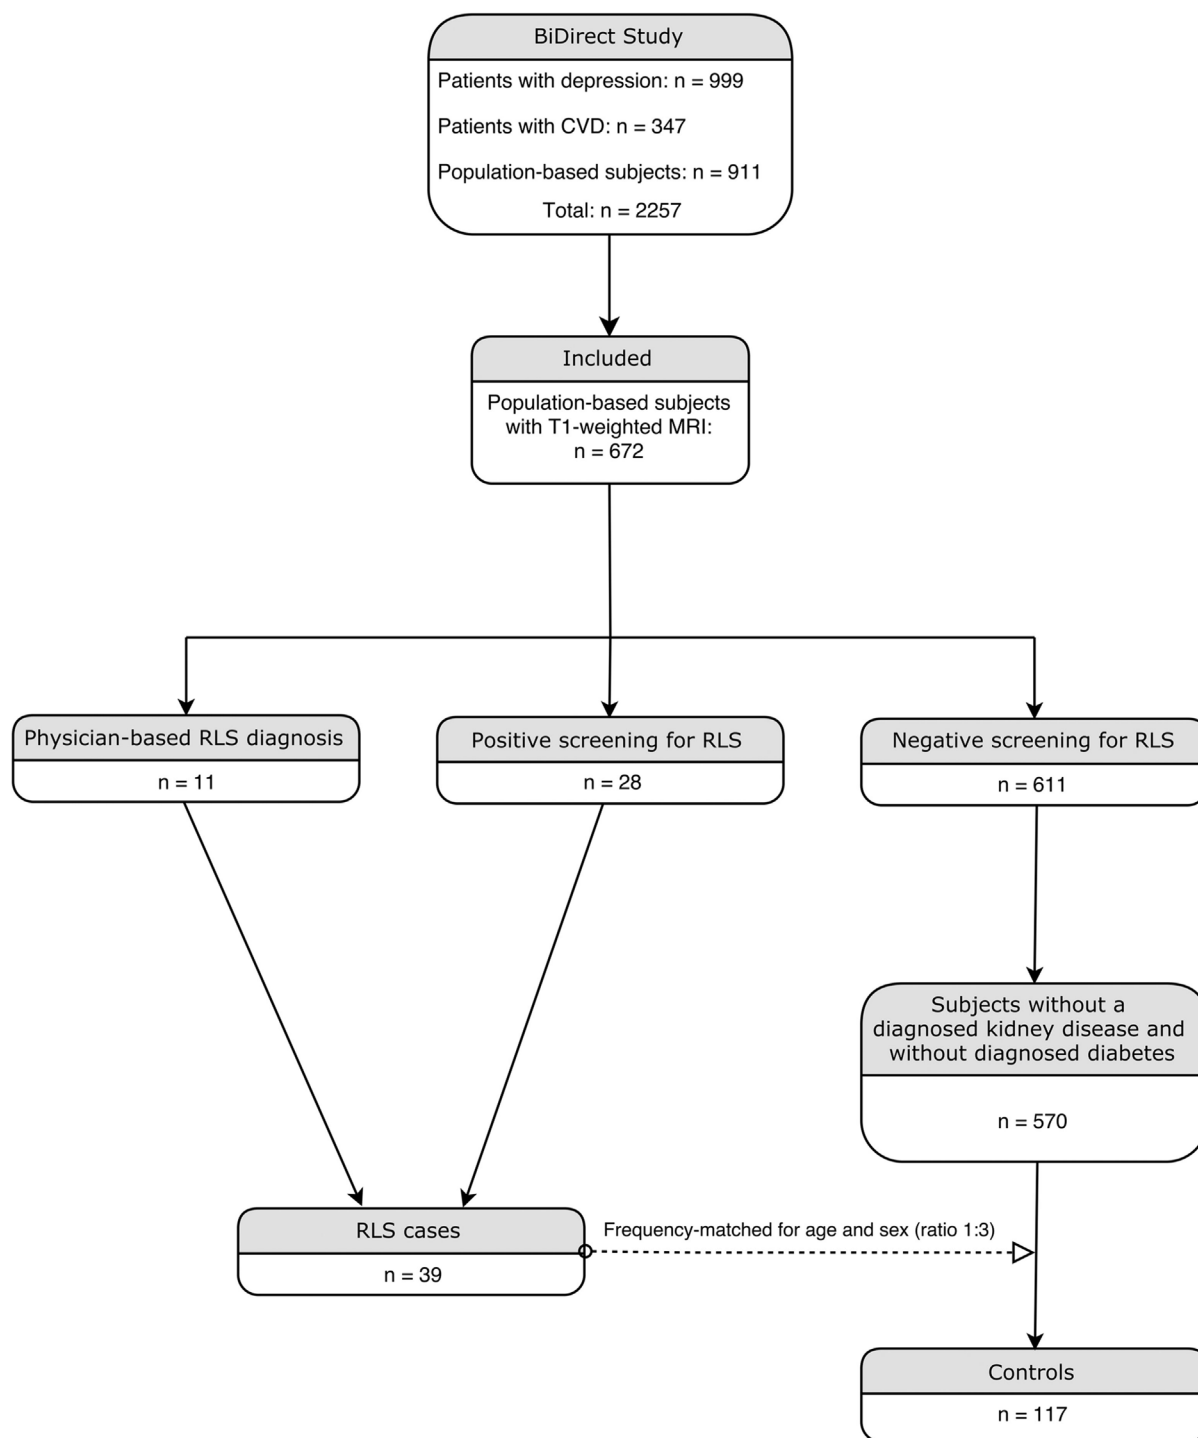 BiDirect Study
Patients with depression: n = 999
Patients with CVD: n = 347
Population-based subjects: n = 911
Total: n = 2257
Included
Population-based subjects
with T1-weighted MRI:
n = 672
Physician-based RLS diagnosis
n = 11
Positive screening for RLS
n = 28
Negative screening for RLS
n = 611
Subjects without a
diagnosed kidney disease and
without diagnosed diabetes
n = 570
RLS cases
n = 39
Frequency-matched for age and sex (ratio 1:3)
Controls
n = 117